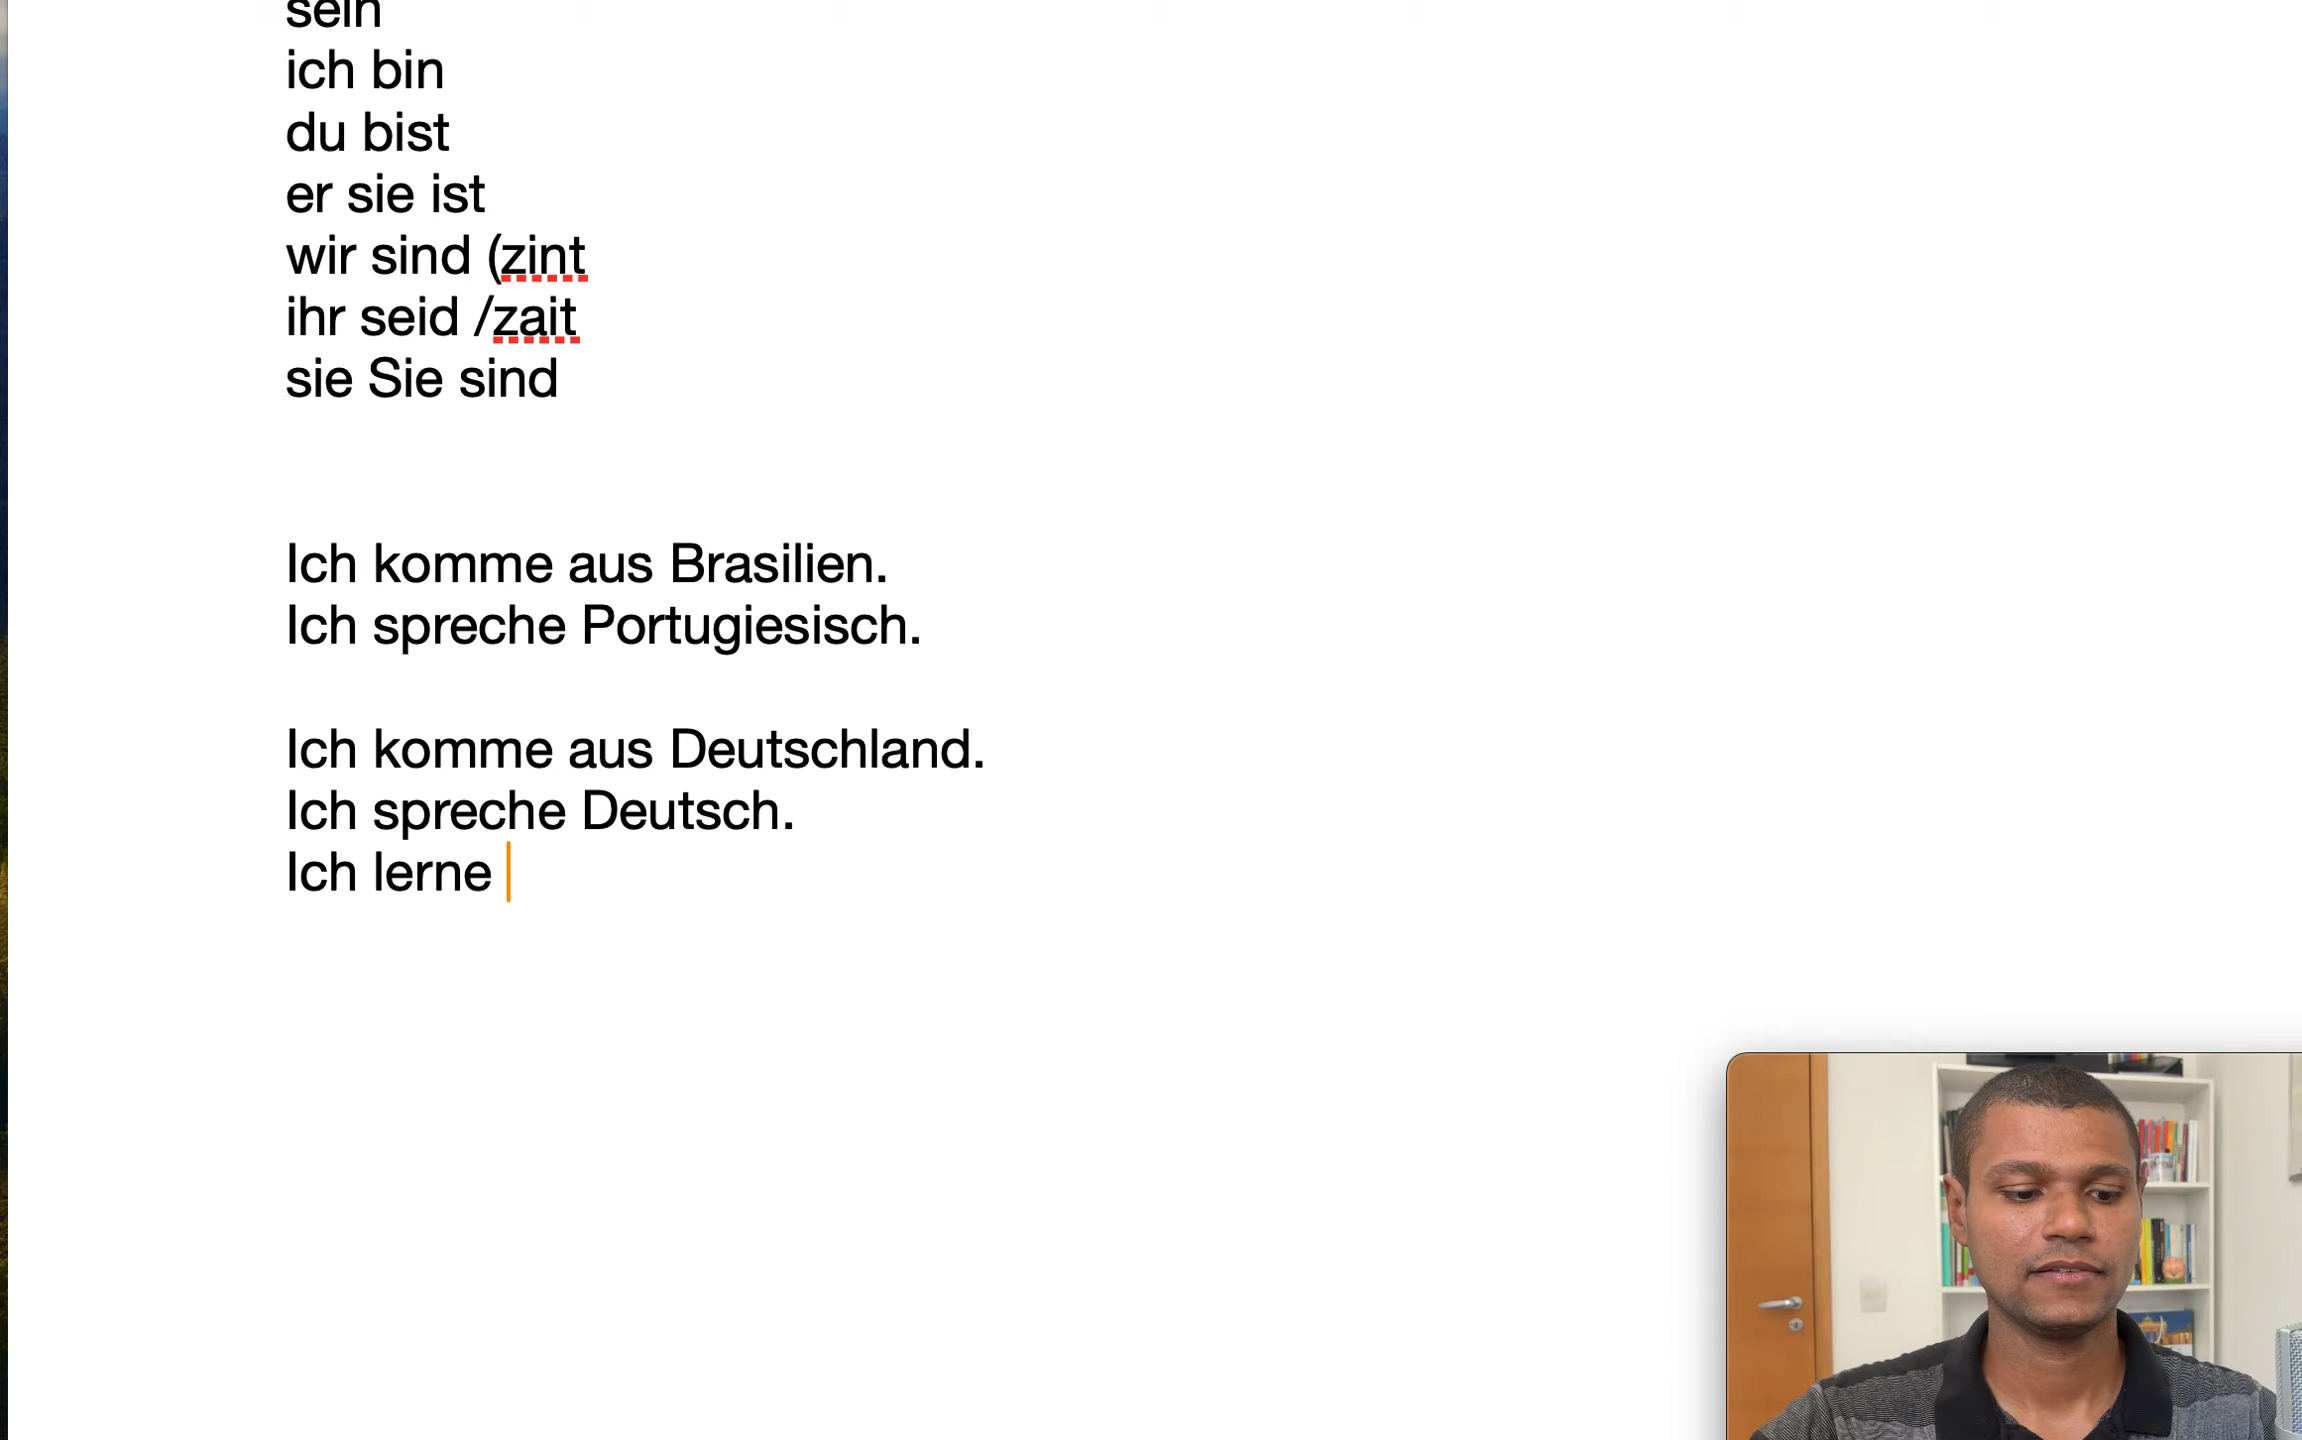 sein
ich bin
du bist
er sie ist
wir sind (zint
ihr seid /zait
sie Sie sind
Ich komme aus Brasilien.
Ich spreche Portugiesisch.
Ich komme aus Deutschland.
Ich spreche Deutsch.
Ich lerne